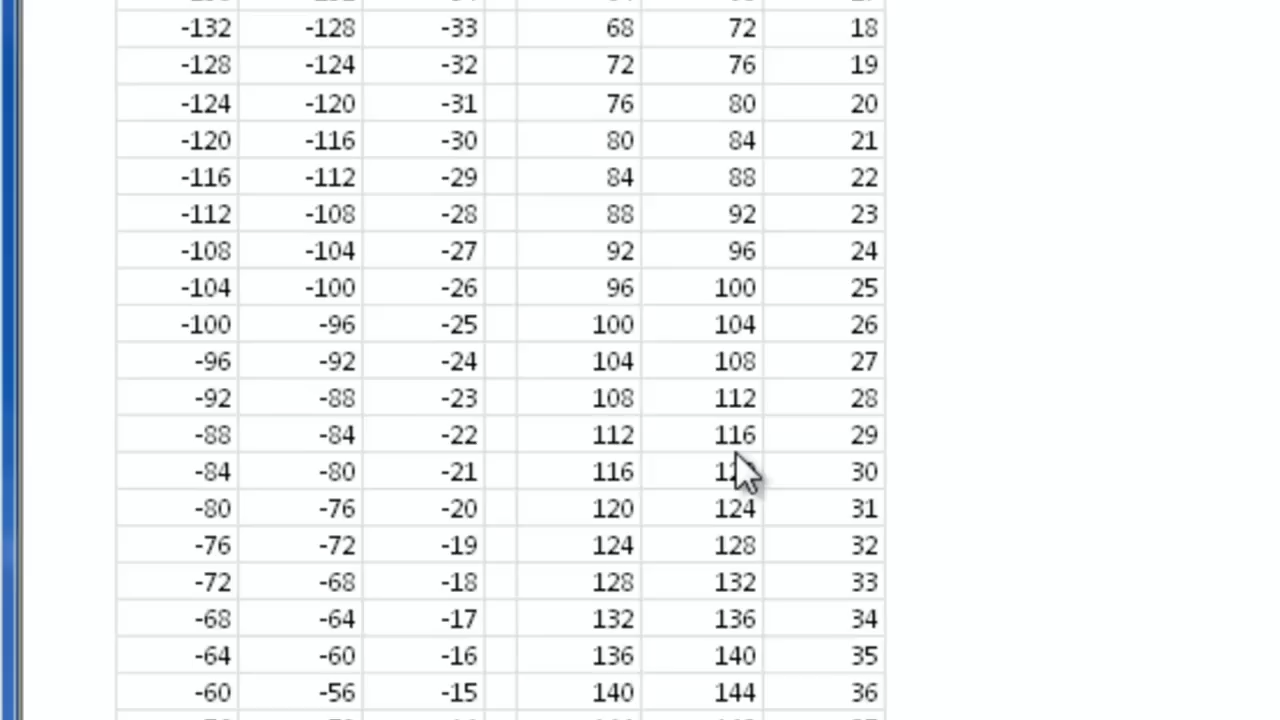 -132 -128 -33 68 72 18
-128 -124 -32 72 76 19
-124 -120 -31 76 80 20
-120 -116 -30 80 84 21
-116 -112 -29 84 88 22
-112 -108 -28 88 92 23
-108 -104 -27 92 96 24
-104 -100 -26 96 100 25
-100 -96 -25 100 104 26
-96 -92 -24 104 108 27
-92 -88 -23 108 112 28
-88 -84 -22 112 116 29
-84 -80 -21 116 30
-80 -76 -20 120 124 31
-76 -72 -19 124 128 32
-72 -68 -18 128 132 33
-68 -64 -17 132 136 34
-64 -60 -16 136 140 35
-60 -56 -15 140 144 36